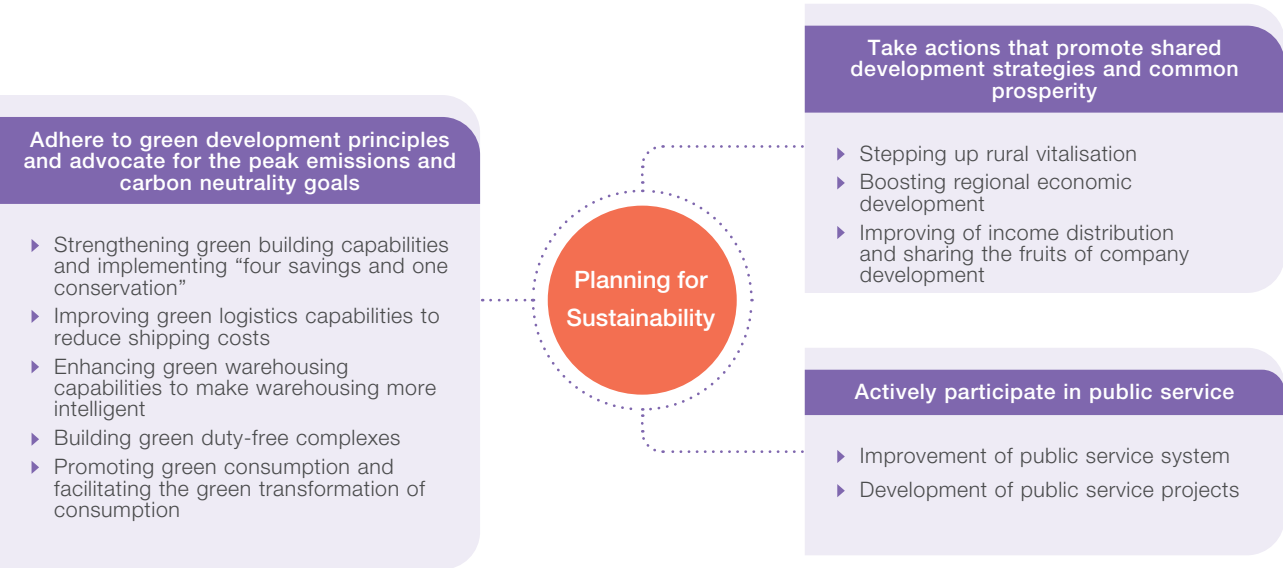 Adhere to green development principles
and advocate for the peak emissions and
carbon neutrality goals
Strengthening green building capabilities
and implementing “four savings and one
conservation”
Improving green logistics capabilities to
reduce shipping costs
Enhancing green warehousing
capabilities to make warehousing more
intelligent
Building green duty-free complexes
Promoting green consumption and
facilitating the green transformation of
consumption
Planning for
Sustainability
Take actions that promote shared
development strategies and common
prosperity
Stepping up rural vitalisation
Boosting regional economic
development
Improving of income distribution
and sharing the fruits of company
development
Actively participate in public service
Improvement of public service system
Development of public service projects